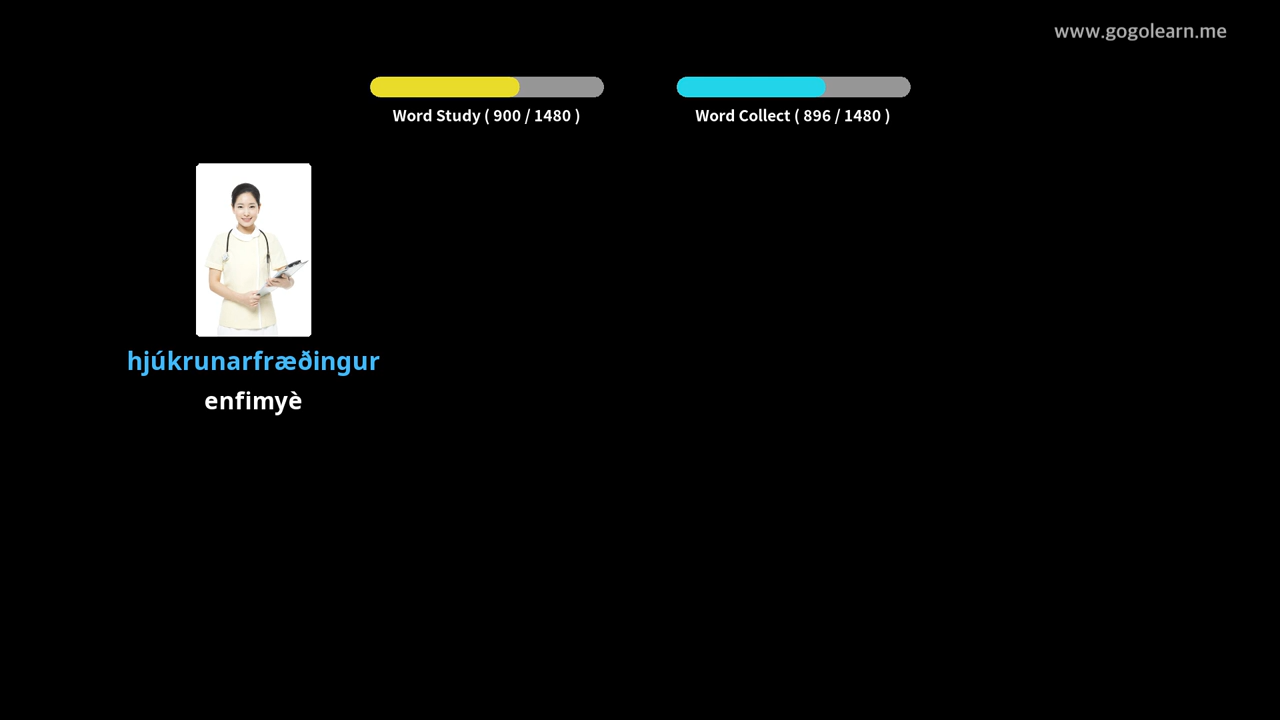 www.gogolearn.me
Word Study ( 900 / 1480 )
Word Collect ( 896 / 1480 )
hjúkrunarfræðingur
enfimyè